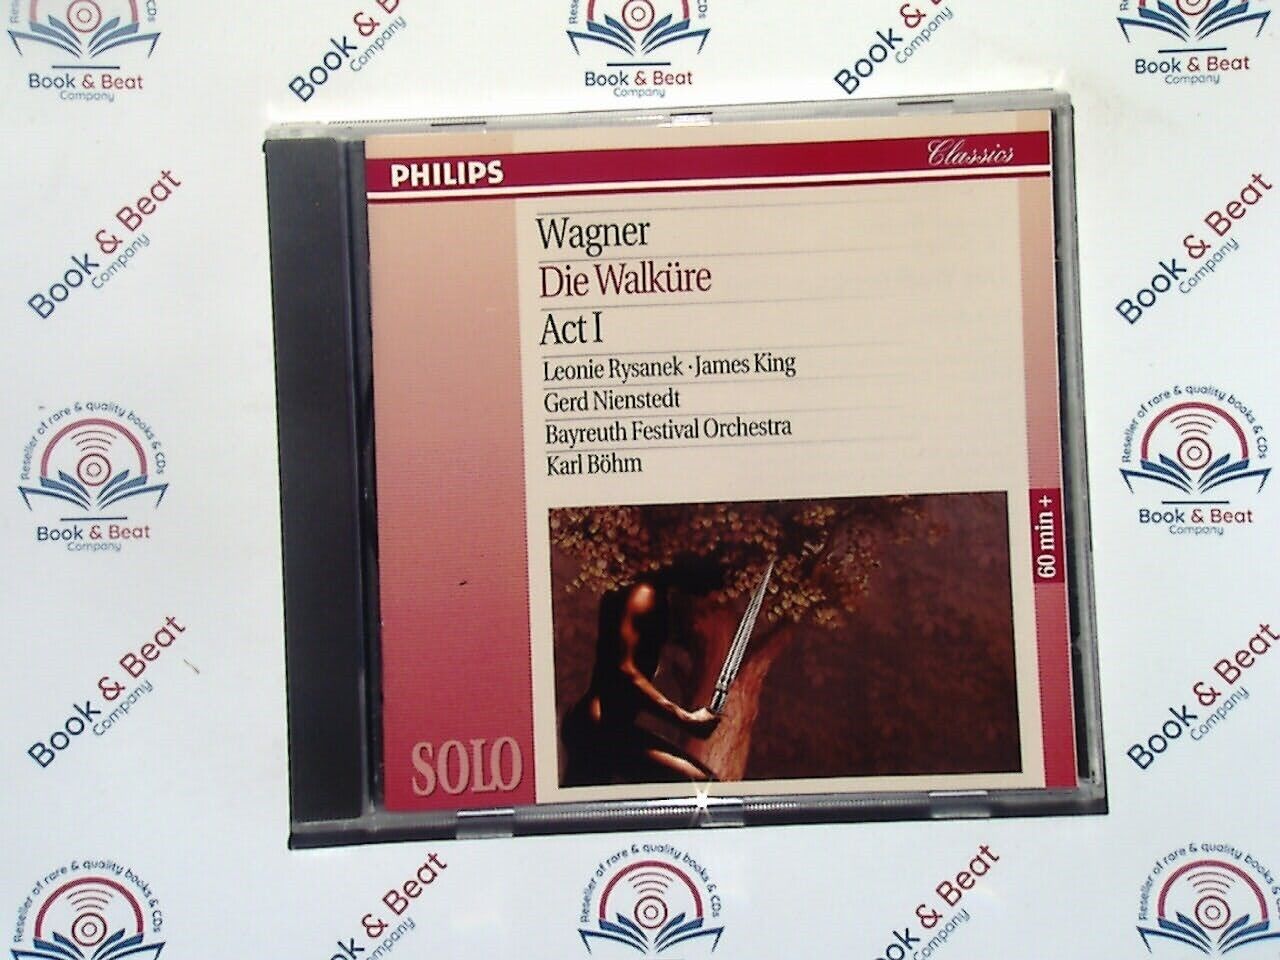 Book & Beat
Company
Book & Beat
Company
Book & Beat
Company
Book & Beat
Company
Book & Beat
Company
PHILIPS
Classics
Wagner
Die Walküre
Act I
Leonie Rysanek · James King
Gerd Nienstedt
Bayreuth Festival Orchestra
Karl Böhm
60 min +
SOLO
Book & Beat
Company
Book & Beat
Company
Reseller of rare & quality books & CDs
Book & Beat
Company
Reseller of rare & quality books & CDs
Book & Beat
Company
Book & Beat
Company
Book & Beat
Company
Reseller of rare & quality books & CDs
& Beat
Company
Reseller of rare & quality books & CDs
& Beat
Company
Reseller of rare & quality books & CDs